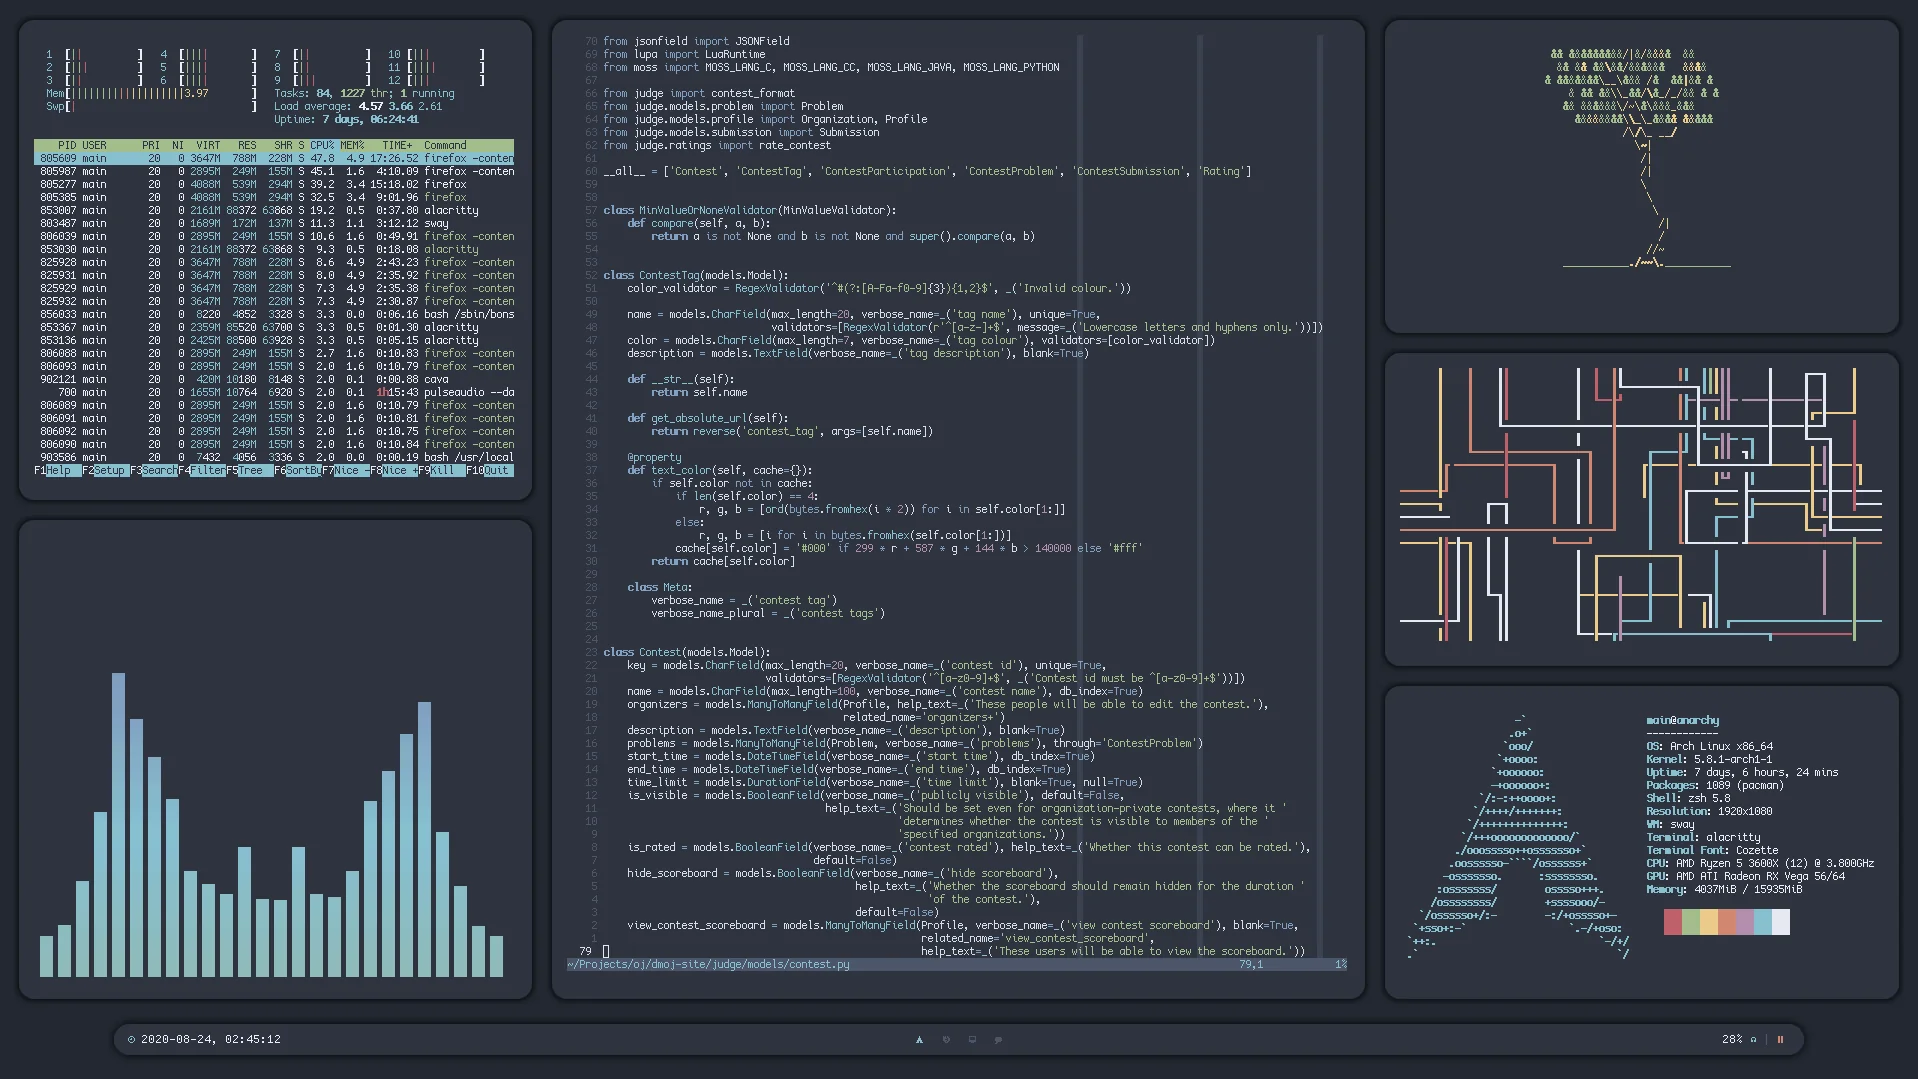 1 [|| ] 4 [|||| ] 7 [|| ] 10 [||| ]
2 [||| ] 5 [|||| ] 8 [|| ] 11 [|||| ]
3 [|| ] 6 [|||| ] 9 [||| ] 12 [||| ]
Mem[|||||||||||||||||||3.97 ] Tasks: 84, 1227 thr; 1 running
Swp[| ] Load average: 4.57 3.66 2.61
Uptime: 7 days, 06:24:41
PID USER PRI NI VIRT RES SHR S CPU% MEM% TIME+ Command
805609 main 20 0 3647M 788M 228M S 47.8 4.9 17:26.52 firefox -conten
805987 main 20 0 2895M 249M 155M S 45.1 1.6 4:10.09 firefox -conten
805277 main 20 0 4088M 539M 294M S 39.2 3.4 15:18.02 firefox
805385 main 20 0 4088M 539M 294M S 32.5 3.4 9:01.96 firefox
853007 main 20 0 2161M 88372 63868 S 19.2 0.5 0:37.80 alacritty
803487 main 20 0 1609M 172M 137M S 11.3 1.1 3:12.12 sway
806039 main 20 0 2895M 249M 155M S 10.6 1.6 0:49.91 firefox -conten
853030 main 20 0 2161M 88372 63868 S 9.3 0.5 0:18.08 alacritty
825928 main 20 0 3647M 788M 228M S 8.6 4.9 2:43.23 firefox -conten
825931 main 20 0 3647M 788M 228M S 8.0 4.9 2:35.92 firefox -conten
825929 main 20 0 3647M 788M 228M S 7.3 4.9 2:35.38 firefox -conten
825932 main 20 0 3647M 788M 228M S 7.3 4.9 2:30.87 firefox -conten
856033 main 20 0 8220 4852 3328 S 3.3 0.0 0:06.16 bash /sbin/bons
853367 main 20 0 2359M 85520 63700 S 3.3 0.5 0:01.30 alacritty
853136 main 20 0 2425M 88500 63928 S 3.3 0.5 0:05.15 alacritty
806088 main 20 0 2895M 249M 155M S 2.7 1.6 0:10.83 firefox -conten
806093 main 20 0 2895M 249M 155M S 2.0 1.6 0:10.79 firefox -conten
902121 main 20 0 420M 10180 8148 S 2.0 0.1 0:00.88 cava
700 main 20 0 1655M 10764 6920 S 2.0 0.1 1h15:43 pulseaudio --da
806089 main 20 0 2895M 249M 155M S 2.0 1.6 0:10.79 firefox -conten
806091 main 20 0 2895M 249M 155M S 2.0 1.6 0:10.81 firefox -conten
806092 main 20 0 2895M 249M 155M S 2.0 1.6 0:10.75 firefox -conten
806090 main 20 0 2895M 249M 155M S 2.0 1.6 0:10.84 firefox -conten
903586 main 20 0 7432 4056 3336 S 2.0 0.0 0:00.19 bash /usr/local
F1Help F2Setup F3SearchF4FilterF5Tree F6SortByF7Nice -F8Nice +F9Kill F10Quit
70 from jsonfield import JSONField
69 from lupa import LuaRuntime
68 from moss import MOSS_LANG_C, MOSS_LANG_CC, MOSS_LANG_JAVA, MOSS_LANG_PYTHON
67
66 from judge import contest_format
65 from judge.models.problem import Problem
64 from judge.models.profile import Organization, Profile
63 from judge.models.submission import Submission
62 from judge.ratings import rate_contest
61
60 __all__ = ['Contest', 'ContestTag', 'ContestParticipation', 'ContestProblem', 'ContestSubmission', 'Rating']
59
58
57 class MinValueOrNoneValidator(MinValueValidator):
56 def compare(self, a, b):
55 return a is not None and b is not None and super().compare(a, b)
54
53
52 class ContestTag(models.Model):
51 color_validator = RegexValidator('^#(?:[A-Fa-f0-9]{3}){1,2}$', _('Invalid colour.'))
50
49 name = models.CharField(max_length=20, verbose_name=_('tag name'), unique=True,
48 validators=[RegexValidator(r'^[a-z-]+$', message=_('Lowercase letters and hyphens only.'))])
47 color = models.CharField(max_length=7, verbose_name=_('tag colour'), validators=[color_validator])
46 description = models.TextField(verbose_name=_('tag description'), blank=True)
45
44 def __str__(self):
43 return self.name
42
41 def get_absolute_url(self):
40 return reverse('contest_tag', args=[self.name])
39
38 @property
37 def text_color(self, cache={}):
36 if self.color not in cache:
35 if len(self.color) == 4:
34 r, g, b = [ord(bytes.fromhex(i * 2)) for i in self.color[1:]]
33 else:
32 r, g, b = [i for i in bytes.fromhex(self.color[1:])]
31 cache[self.color] = '#000' if 299 * r + 587 * g + 144 * b > 140000 else '#fff'
30 return cache[self.color]
29
28 class Meta:
27 verbose_name = _('contest tag')
26 verbose_name_plural = _('contest tags')
25
24
23 class Contest(models.Model):
22 key = models.CharField(max_length=20, verbose_name=_('contest id'), unique=True,
21 validators=[RegexValidator('^[a-z0-9]+$', _('Contest id must be ^[a-z0-9]+$'))])
20 name = models.CharField(max_length=100, verbose_name=_('contest name'), db_index=True)
19 organizers = models.ManyToManyField(Profile, help_text=_('These people will be able to edit the contest.'),
18 related_name='organizers+')
17 description = models.TextField(verbose_name=_('description'), blank=True)
16 problems = models.ManyToManyField(Problem, verbose_name=_('problems'), through='ContestProblem')
15 start_time = models.DateTimeField(verbose_name=_('start time'), db_index=True)
14 end_time = models.DateTimeField(verbose_name=_('end time'), db_index=True)
13 time_limit = models.DurationField(verbose_name=_('time limit'), blank=True, null=True)
12 is_visible = models.BooleanField(verbose_name=_('publicly visible'), default=False,
11 help_text=_('Should be set even for organization-private contests, where it '
10 'determines whether the contest is visible to members of the '
9 'specified organizations.'))
8 is_rated = models.BooleanField(verbose_name=_('contest rated'), help_text=_('Whether this contest can be rated.'),
7 default=False)
6 hide_scoreboard = models.BooleanField(verbose_name=_('hide scoreboard'),
5 help_text=_('Whether the scoreboard should remain hidden for the duration '
4 'of the contest.'),
3 default=False)
2 view_contest_scoreboard = models.ManyToManyField(Profile, verbose_name=_('view contest scoreboard'), blank=True,
1 related_name='view_contest_scoreboard',
79 help_text=_('These users will be able to view the scoreboard.'))
~/Projects/oj/dmoj-site/judge/models/contest.py 79,1 1%
main@anarchy
------------
OS: Arch Linux x86_64
Kernel: 5.8.1-arch1-1
Uptime: 7 days, 6 hours, 24 mins
Packages: 1089 (pacman)
Shell: zsh 5.8
Resolution: 1920x1080
WM: sway
Terminal: alacritty
Terminal Font: Cozette
CPU: AMD Ryzen 5 3600X (12) @ 3.800GHz
GPU: AMD ATI Radeon RX Vega 56/64
Memory: 4037MiB / 15935MiB
2020-08-24, 02:45:12
28%